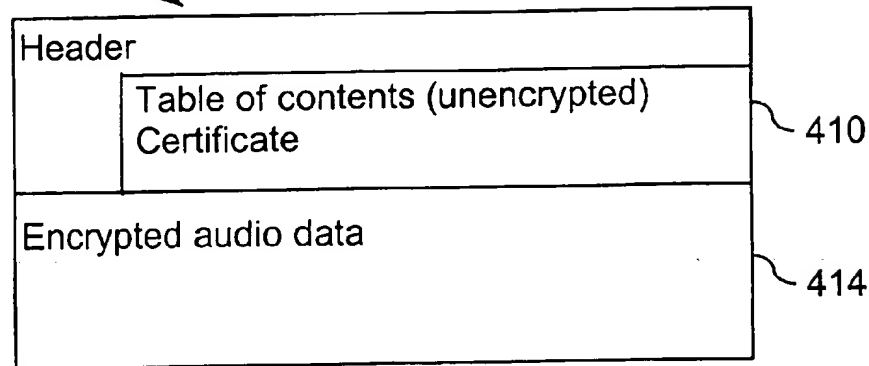 Header
Table of contents (unencrypted)
Certificate
410
Encrypted audio data
414